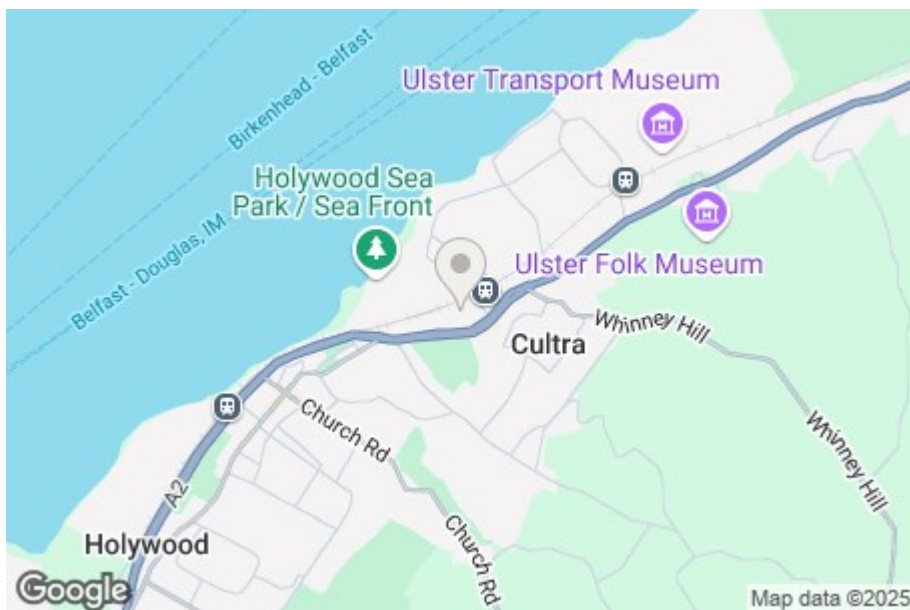 Birkenhead - Belfast
Ulster Transport Museum
Holywood Sea
Park / Sea Front
Belfast - Douglas, IM
Ulster Folk Museum
Whinney Hill
Cultra
Church Rd
Whinney Hill
A2
Church Rd
Holywood
Google
Map data ©2025